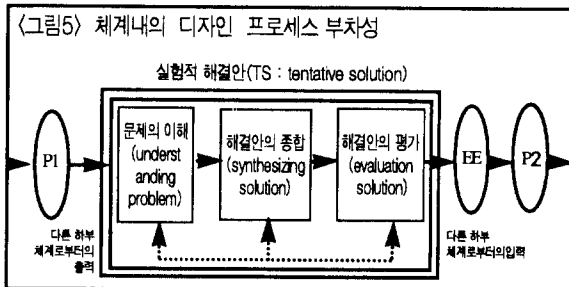 〈그림5〉 체계내의 디자인 프로세스 부차성
실험적 해결안(TS : tentative solution)
P1
문제의 이해
(underst
anding
problem)
해결안의 종합
(synthesizing
solution)
해결안의 평가
(evaluation
solution)
EE
P2
다른 하부
체계로부터의
출력
다른 하부
체계로부터의입력